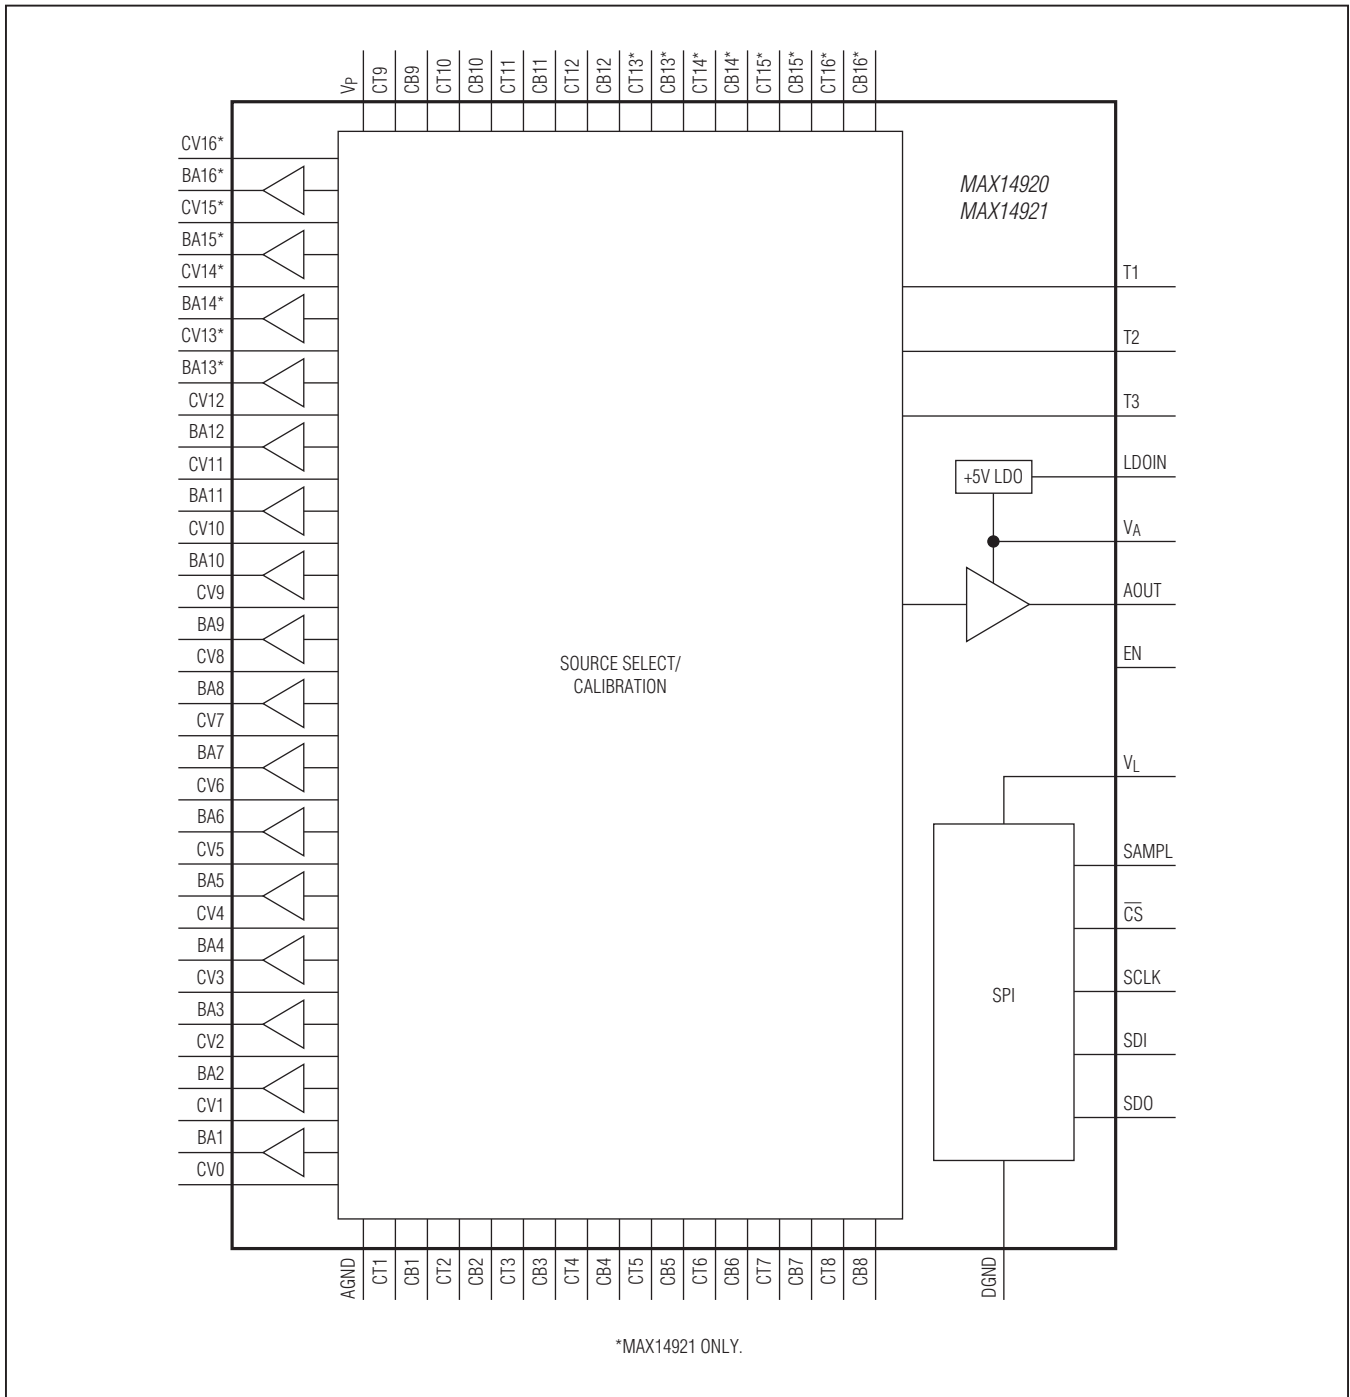 VP
CT9
CB9
CT10
CB10
CT11
CB11
CT12
CB12
CT13*
CB13*
CT14*
CB14*
CT15*
CB15*
CT16*
CB16*
CV16*
BA16*
CV15*
BA15*
CV14*
BA14*
CV13*
BA13*
CV12
BA12
CV11
BA11
CV10
BA10
CV9
BA9
CV8
BA8
CV7
BA7
CV6
BA6
CV5
BA5
CV4
BA4
CV3
BA3
CV2
BA2
CV1
BA1
CV0
SOURCE SELECT/
CALIBRATION
MAX14920
MAX14921
T1
T2
T3
LDOIN
+5V LDO
VA
AOUT
EN
VL
SAMPL
C̅S̅
SCLK
SPI
SDI
SDO
AGND
CT1
CB1
CT2
CB2
CT3
CB3
CT4
CB4
CT5
CB5
CT6
CB6
CT7
CB7
CT8
CB8
DGND
*MAX14921 ONLY.